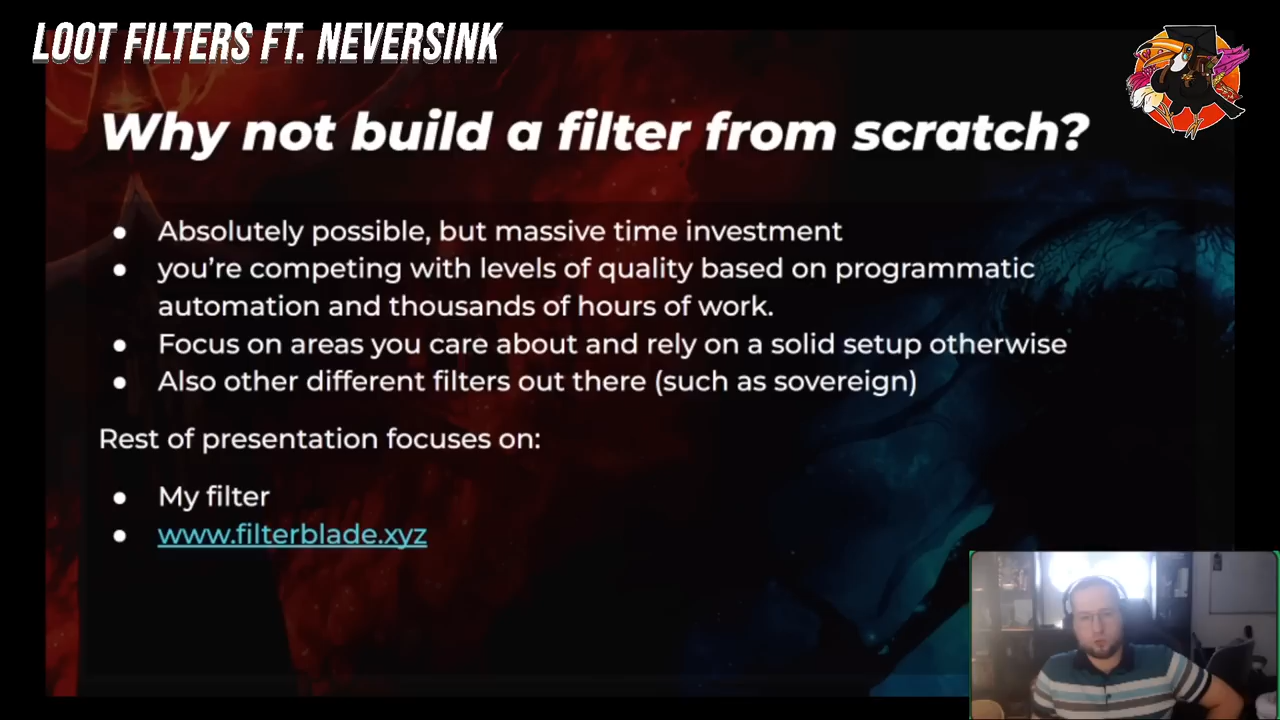 LOOT FILTERS FT. NEVERSINK
Why not build a filter from scratch?
● Absolutely possible, but massive time investment
● you're competing with levels of quality based on programmatic
automation and thousands of hours of work.
● Focus on areas you care about and rely on a solid setup otherwise
● Also other different filters out there (such as sovereign)
Rest of presentation focuses on:
● My filter
● www.filterblade.xyz